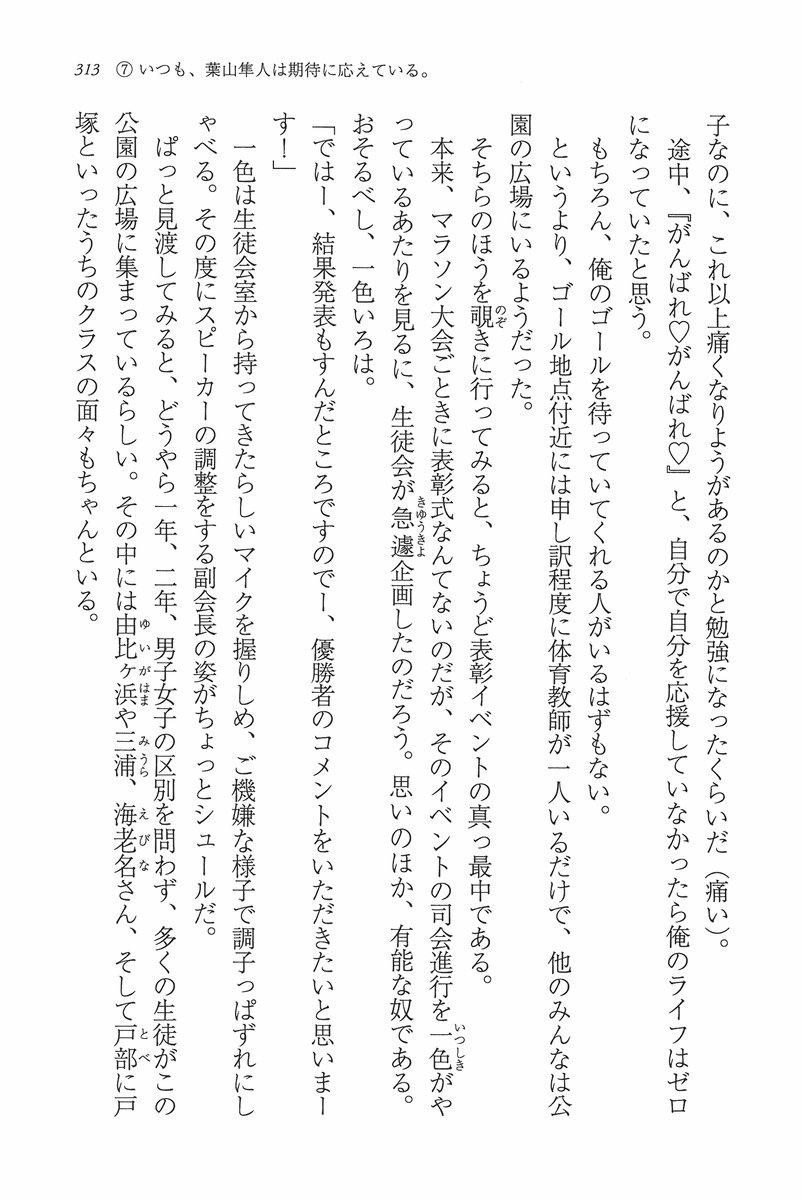 313 ⑦いつも、葉山隼人は期待に応えている。
子なのに、これ以上痛くなりようがあるのかと勉強になったくらいだ（痛い）。
途中、『がんばれ♡がんばれ♡』と、自分で自分を応援していなかったら俺のライフはゼロ
になっていたと思う。
もちろん、俺のゴールを待っていてくれる人がいるはずもない。
というより、ゴール地点付近には申し訳程度に体育教師が一人いるだけで、他のみんなは公
園の広場にいるようだった。
そちらのほうを覗きに行ってみると、ちょうど表彰イベントの真っ最中である。
本来、マラソン大会ごときに表彰式なんてないのだが、そのイベントの司会進行を一色がや
っているあたりを見るに、生徒会が急遽企画したのだろう。思いのほか、有能な奴である。
おそるべし、一色いろは。
「ではー、結果発表もすんだところですのでー、優勝者のコメントをいただきたいと思いまー
す！」
一色は生徒会室から持ってきたらしいマイクを握りしめ、ご機嫌な様子で調子っぱずれにし
ゃべる。その度にスピーカーの調整をする副会長の姿がちょっとシュールだ。
ぱっと見渡してみると、どうやら一年、二年、男子女子の区別を問わず、多くの生徒がこの
公園の広場に集まっているらしい。その中には由比ヶ浜や三浦、海老名さん、そして戸部に戸
塚といったうちのクラスの面々もちゃんといる。